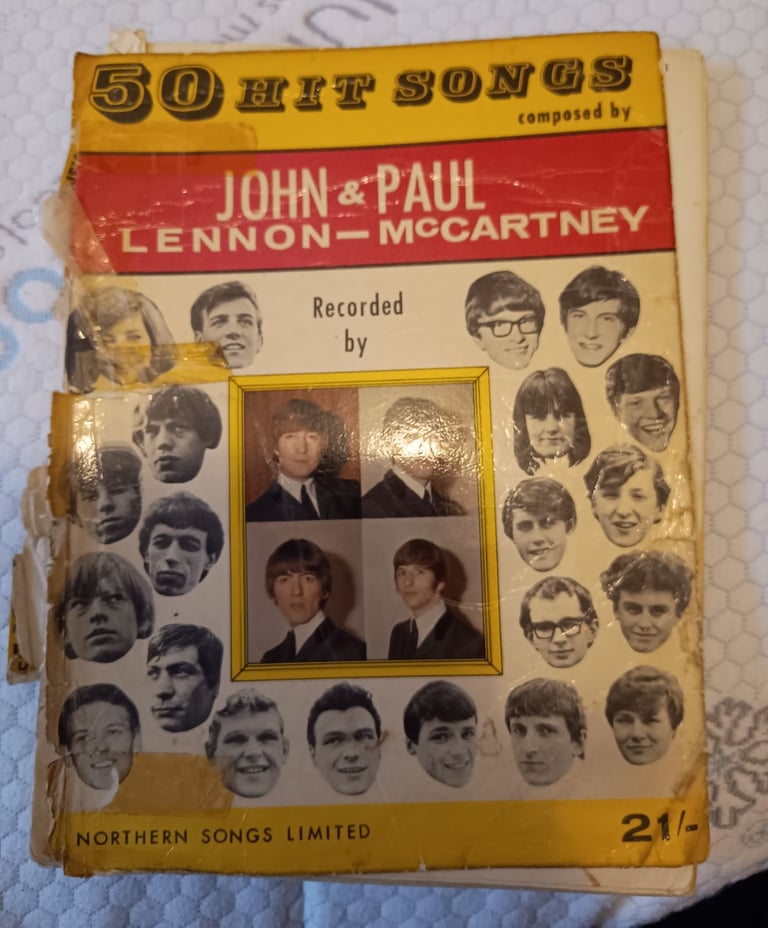 50 HIT SONGS
composed by
JOHN & PAUL
LENNON—McCARTNEY
Recorded
by
NORTHERN SONGS LIMITED
21/-